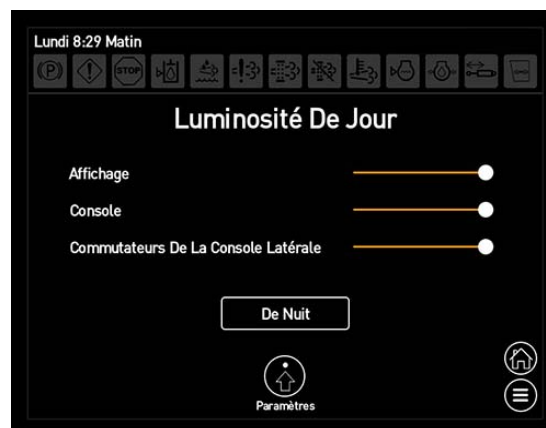 Lundi 8:29 Matin
STOP
Luminosité De Jour
Affichage
Console
Commutateurs De La Console Latérale
De Nuit
Paramètres